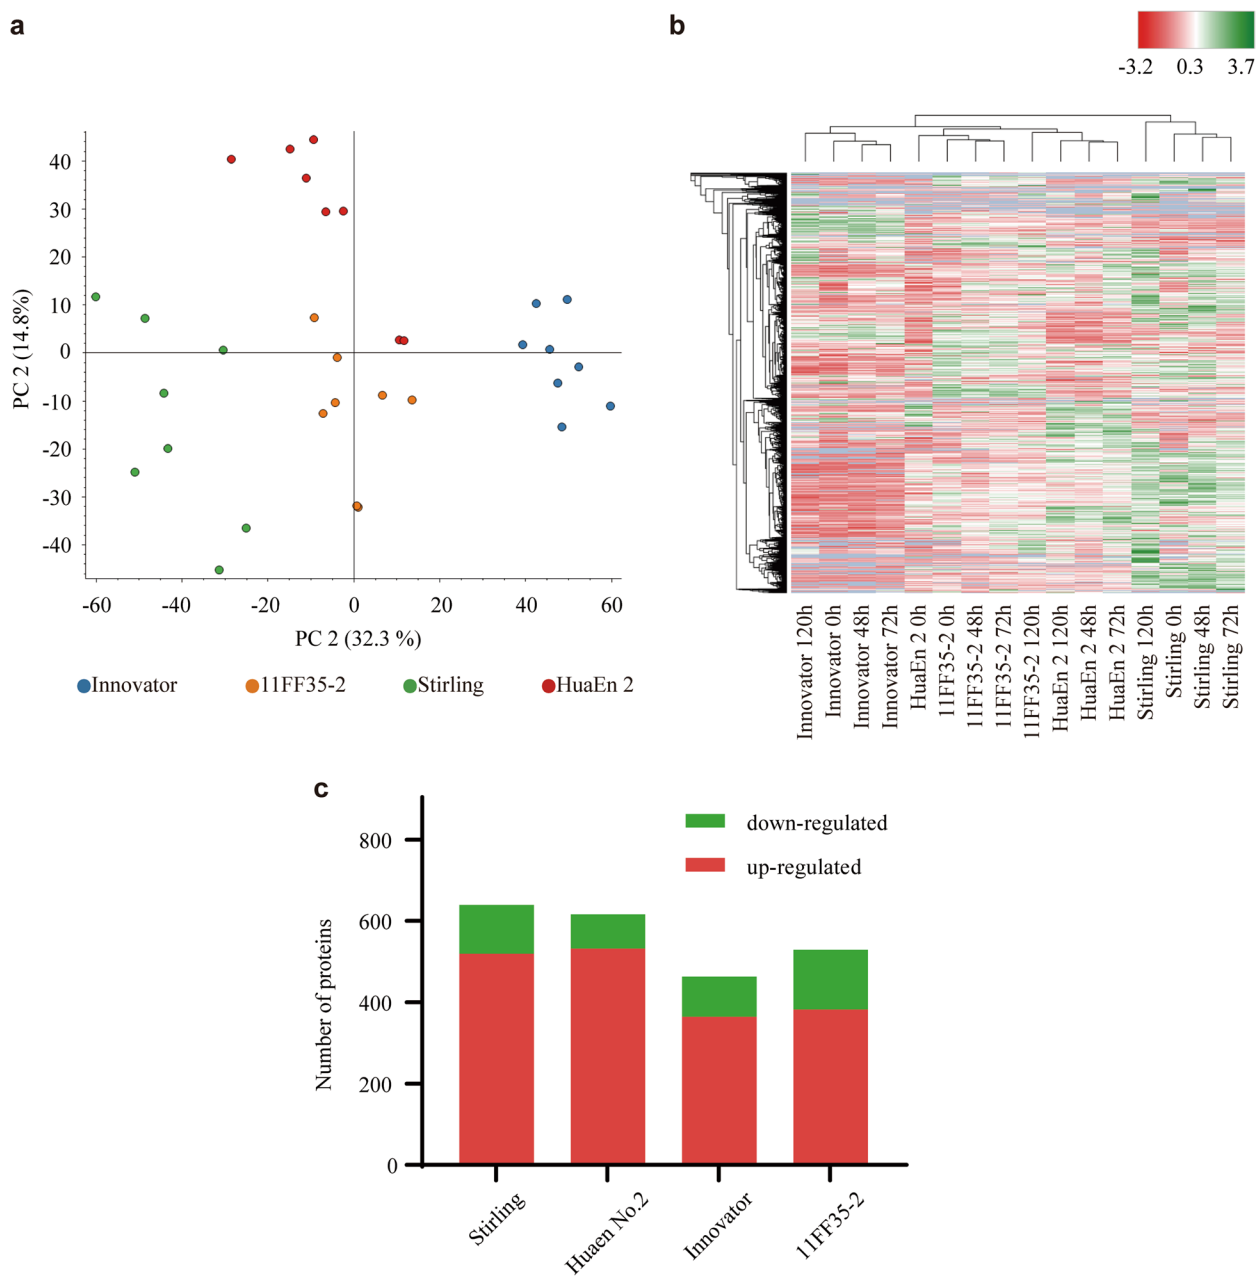 a
b
-3.2 0.3 3.7
40
30
20
10
0
-10
-20
-30
-40
PC 2 (14.8%)
-60 -40 -20 0 20 40 60
PC 2 (32.3 %)
Innovator 11FF35-2 Stirling HuaEn 2
Innovator 120h
Innovator 0h
Innovator 48h
Innovator 72h
HuaEn 2 0h
11FF35-2 0h
11FF35-2 48h
11FF35-2 72h
11FF35-2 120h
HuaEn 2 120h
HuaEn 2 48h
HuaEn 2 72h
Stirling 120h
Stirling 0h
Stirling 48h
Stirling 72h
c
down-regulated
up-regulated
800
600
400
200
0
Number of proteins
Stirling
Huaen No.2
Innovator
11FF35-2